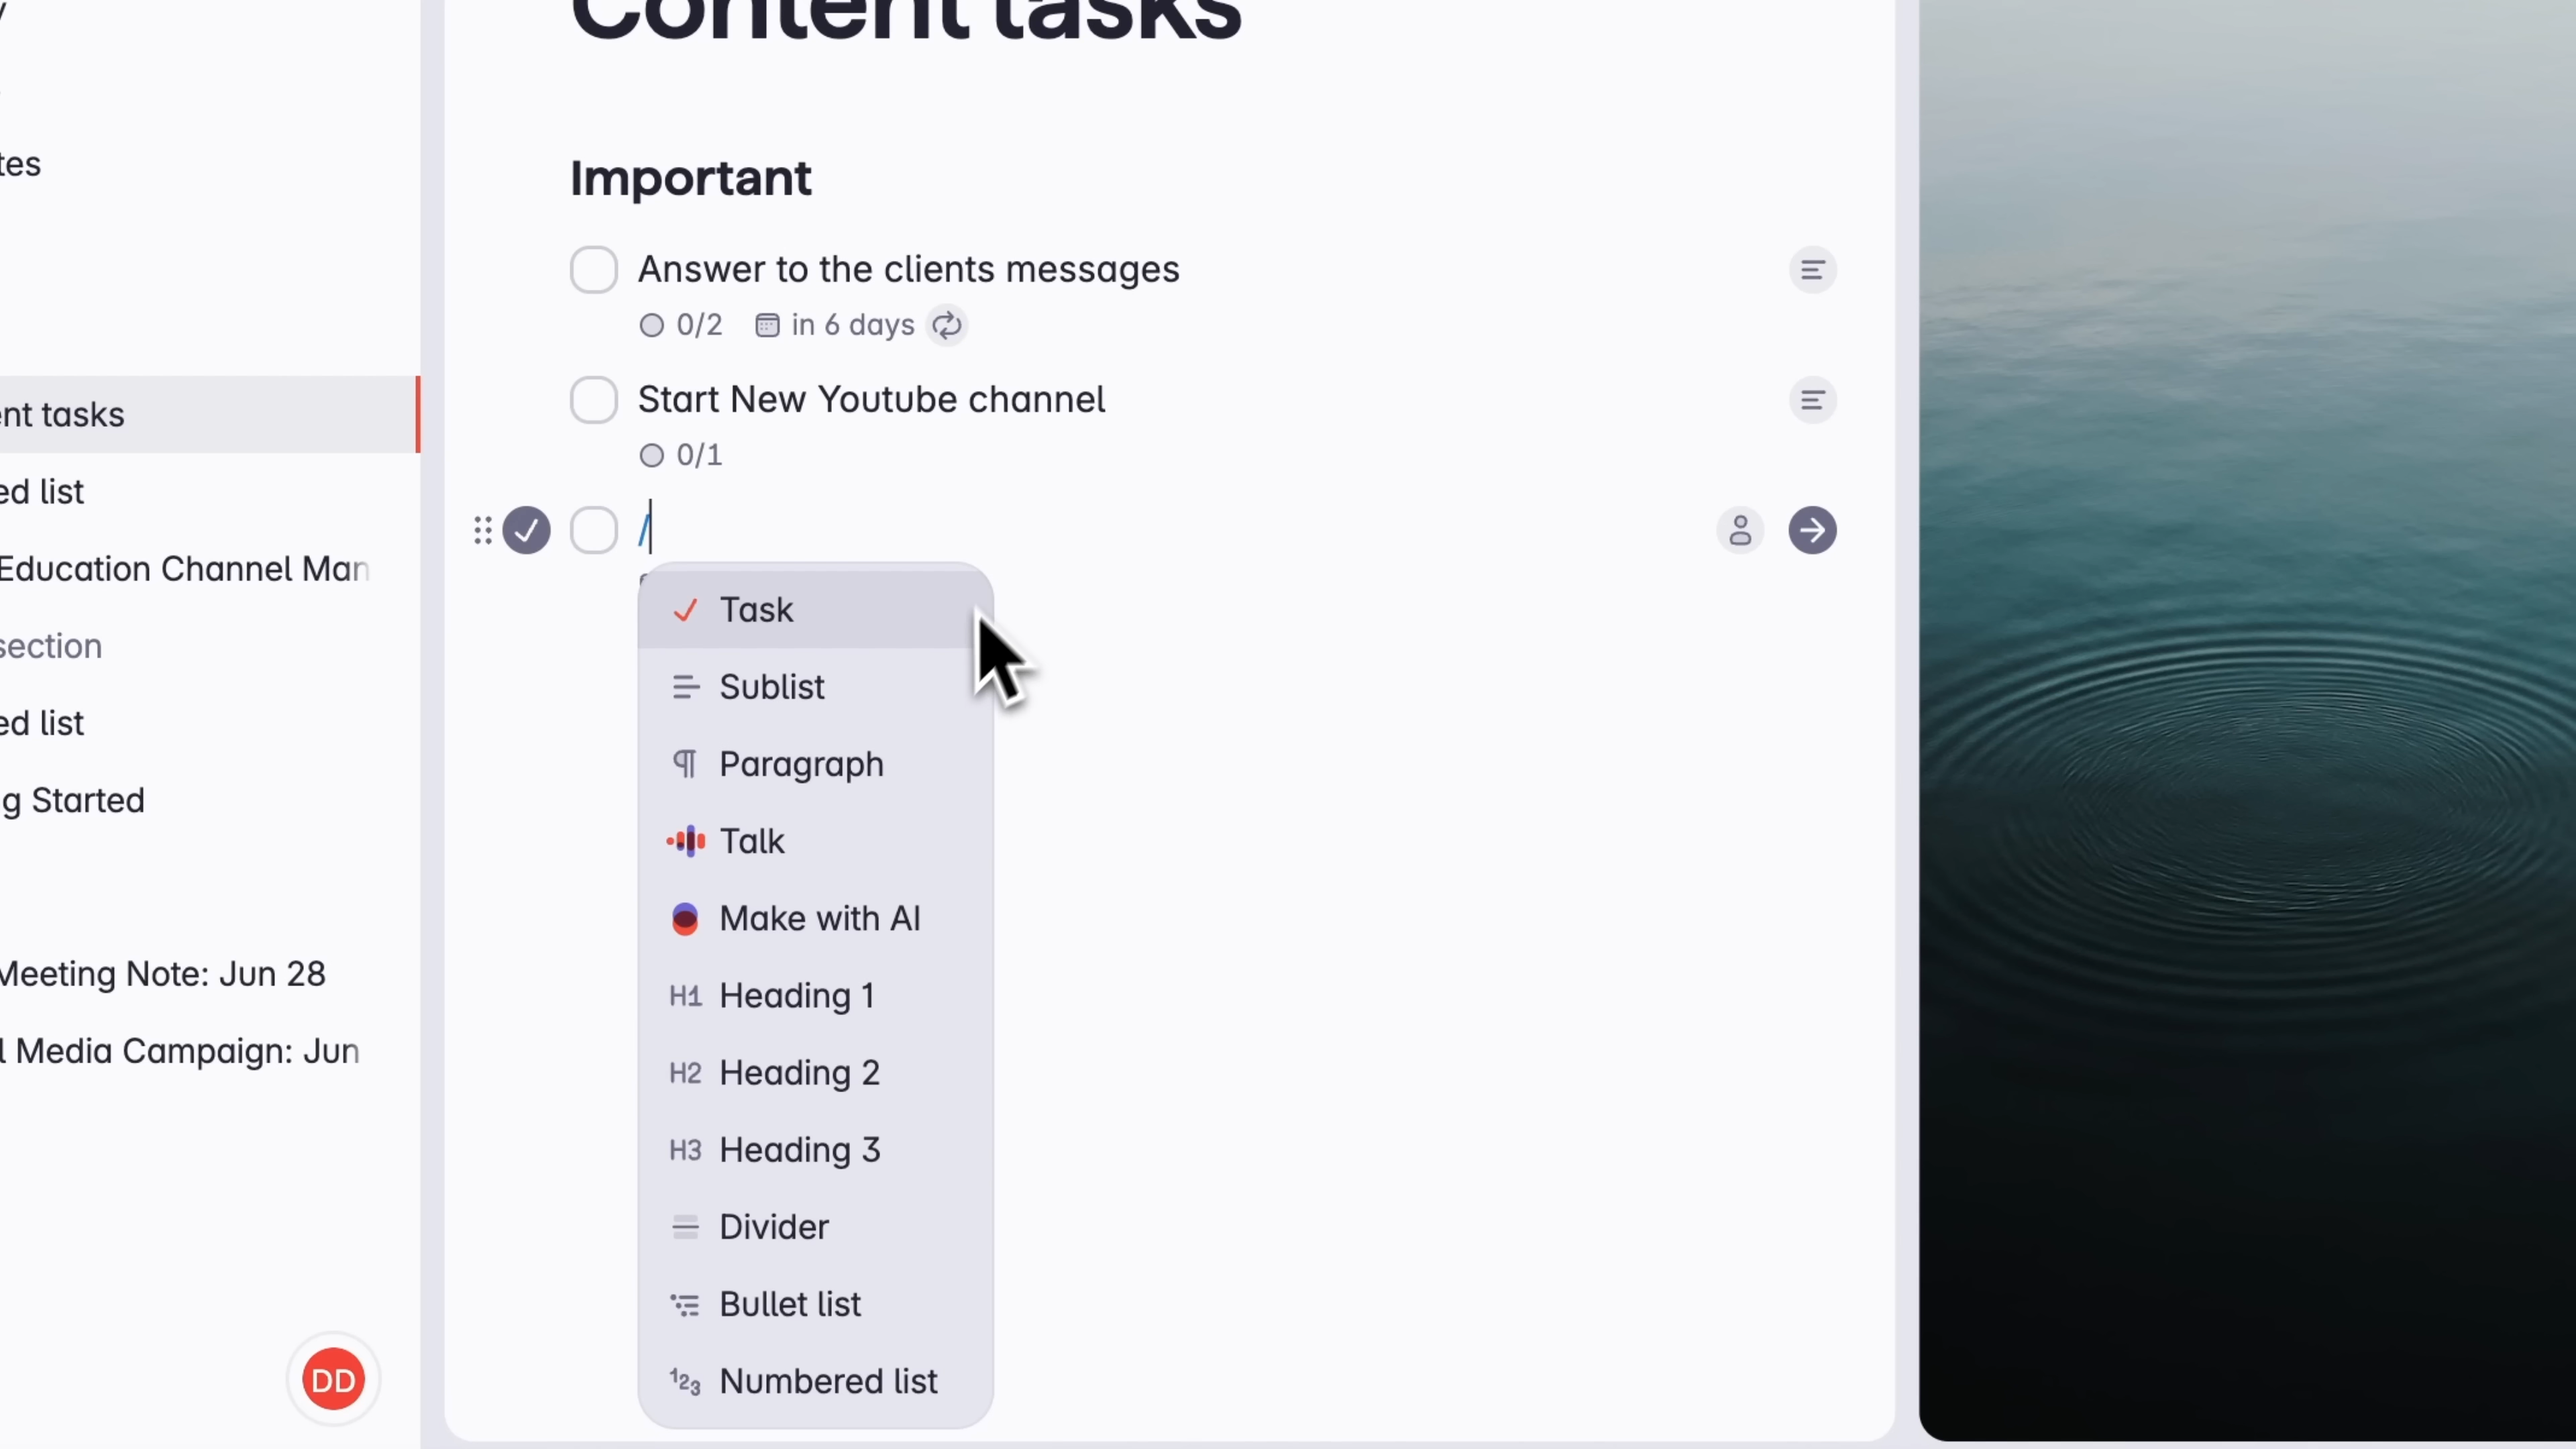 Content tasks
tes
Important
Answer to the clients messages
0/2 in 6 days
Start New Youtube channel
0/1
/
nt tasks
ed list
Education Channel Man
section
ed list
g Started
Meeting Note: Jun 28
l Media Campaign: Jun
DD
Task
Sublist
Paragraph
Talk
Make with AI
H1 Heading 1
H2 Heading 2
H3 Heading 3
Divider
Bullet list
123 Numbered list